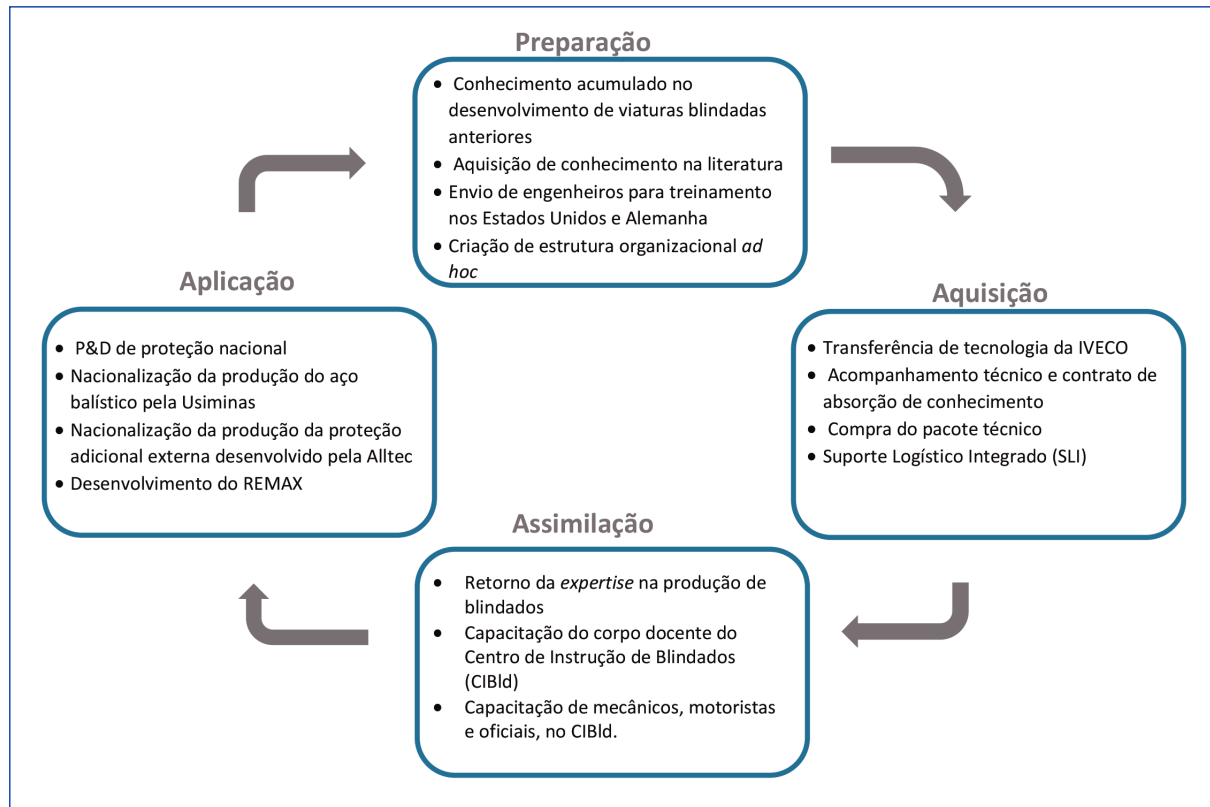 Preparação
• Conhecimento acumulado no
desenvolvimento de viaturas blindadas
anteriores
• Aquisição de conhecimento na literatura
• Envio de engenheiros para treinamento
nos Estados Unidos e Alemanha
• Criação de estrutura organizacional ad
hoc
Aquisição
• Transferência de tecnologia da IVECO
• Acompanhamento técnico e contrato de
absorção de conhecimento
• Compra do pacote técnico
• Suporte Logístico Integrado (SLI)
Assimilação
• Retorno da expertise na produção de
blindados
• Capacitação do corpo docente do
Centro de Instrução de Blindados
(CIBld)
• Capacitação de mecânicos, motoristas
e oficiais, no CIBld.
Aplicação
• P&D de proteção nacional
• Nacionalização da produção do aço
balístico pela Usiminas
• Nacionalização da produção da proteção
adicional externa desenvolvido pela Alltec
• Desenvolvimento do REMAX